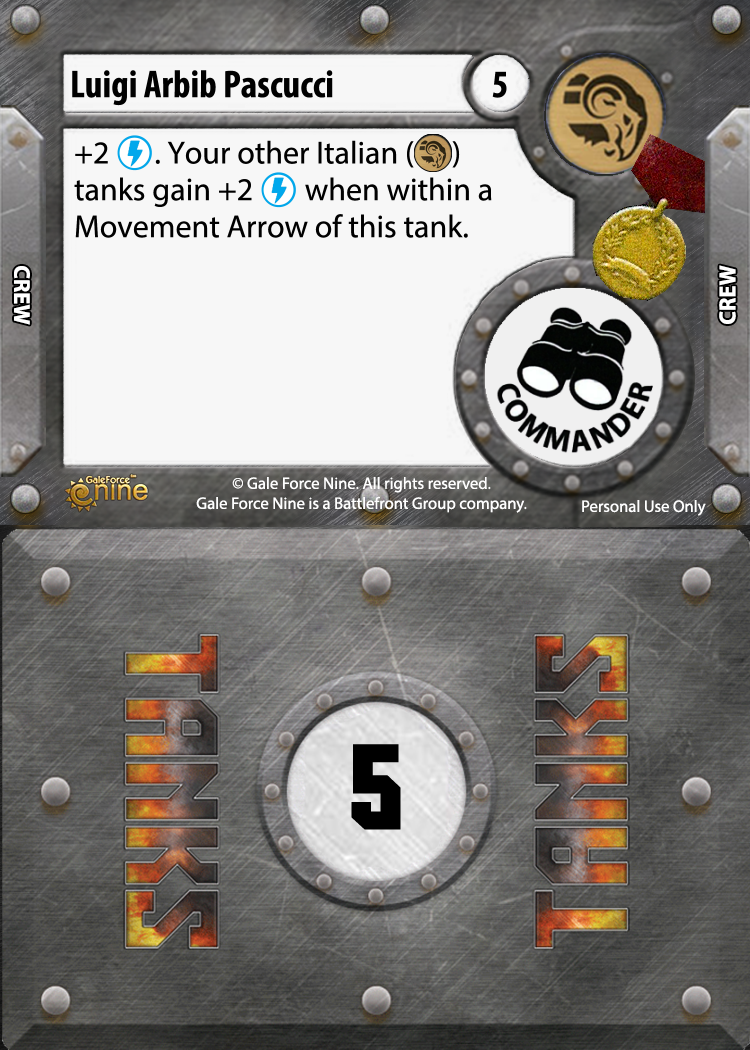 Luigi Arbib Pascucci
5
+2 . Your other Italian ()
tanks gain +2 when within a
Movement Arrow of this tank.
CREW
CREW
COMMANDER
GaleForce™
nine
© Gale Force Nine. All rights reserved.
Gale Force Nine is a Battlefront Group company.
Personal Use Only
TANKS
5
TANKS